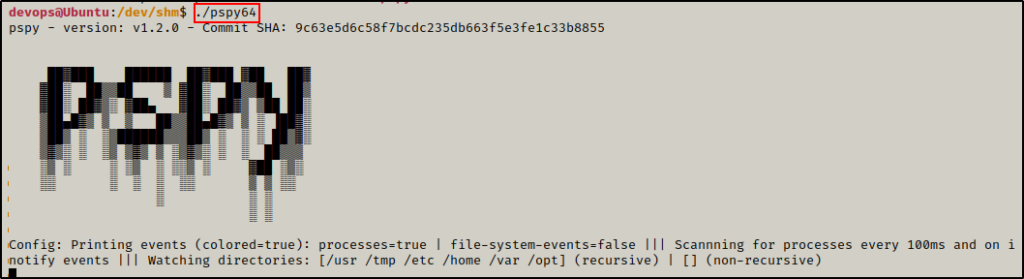 devops@Ubuntu:/dev/shm$ ./pspy64
pspy - version: v1.2.0 - Commit SHA: 9c63e5d6c58f7bcdc235db663f5e3fe1c33b8855
PSPY
Config: Printing events (colored=true): processes=true | file-system-events=false ||| Scannning for processes every 100ms and on i
notify events ||| Watching directories: [/usr /tmp /etc /home /var /opt] (recursive) | [] (non-recursive)